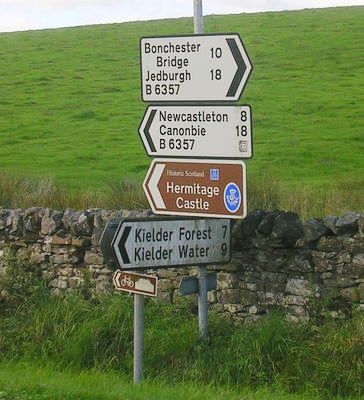 Bonchester
Bridge 10
Jedburgh 18
B 6357
Newcastleton 8
Canonbie 18
B 6357
Historic Scotland
Hermitage
Castle
Kielder Forest 7
Kielder Water 9